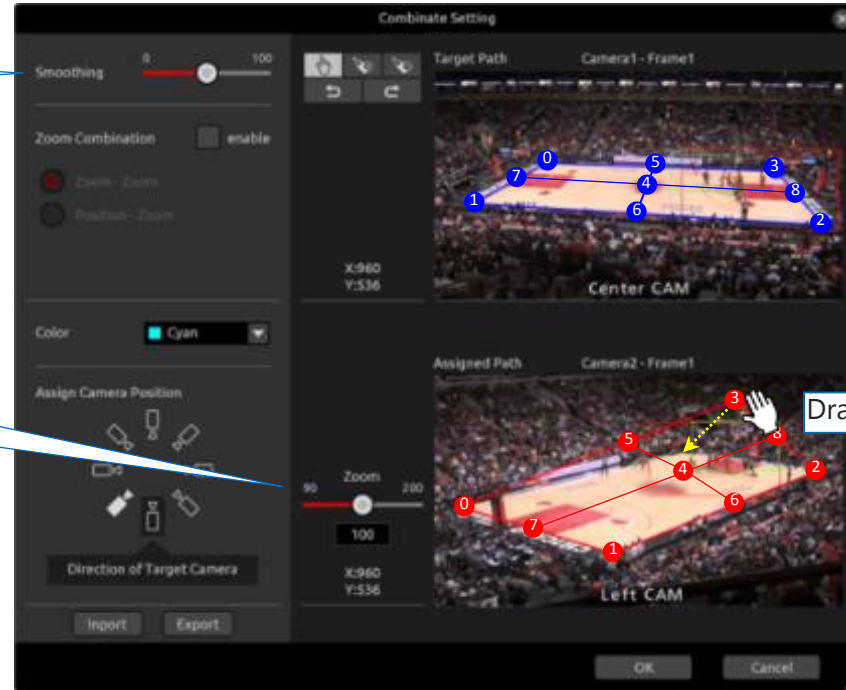 Combinate Setting
Smoothing
0
100
Zoom Combination
enable
Zoom - Zoom
Position - Zoom
Color
Cyan
Assign Camera Position
Direction of Target Camera
Inport
Export
X:960
Y:536
Zoom
90
200
100
X:960
Y:536
Target Path
Camera1 - Frame1
0
5
3
7
4
8
1
6
2
Center CAM
Assigned Path
Camera2 - Frame1
3
Dra
5
8
4
2
0
6
7
1
Left CAM
OK
Cancel